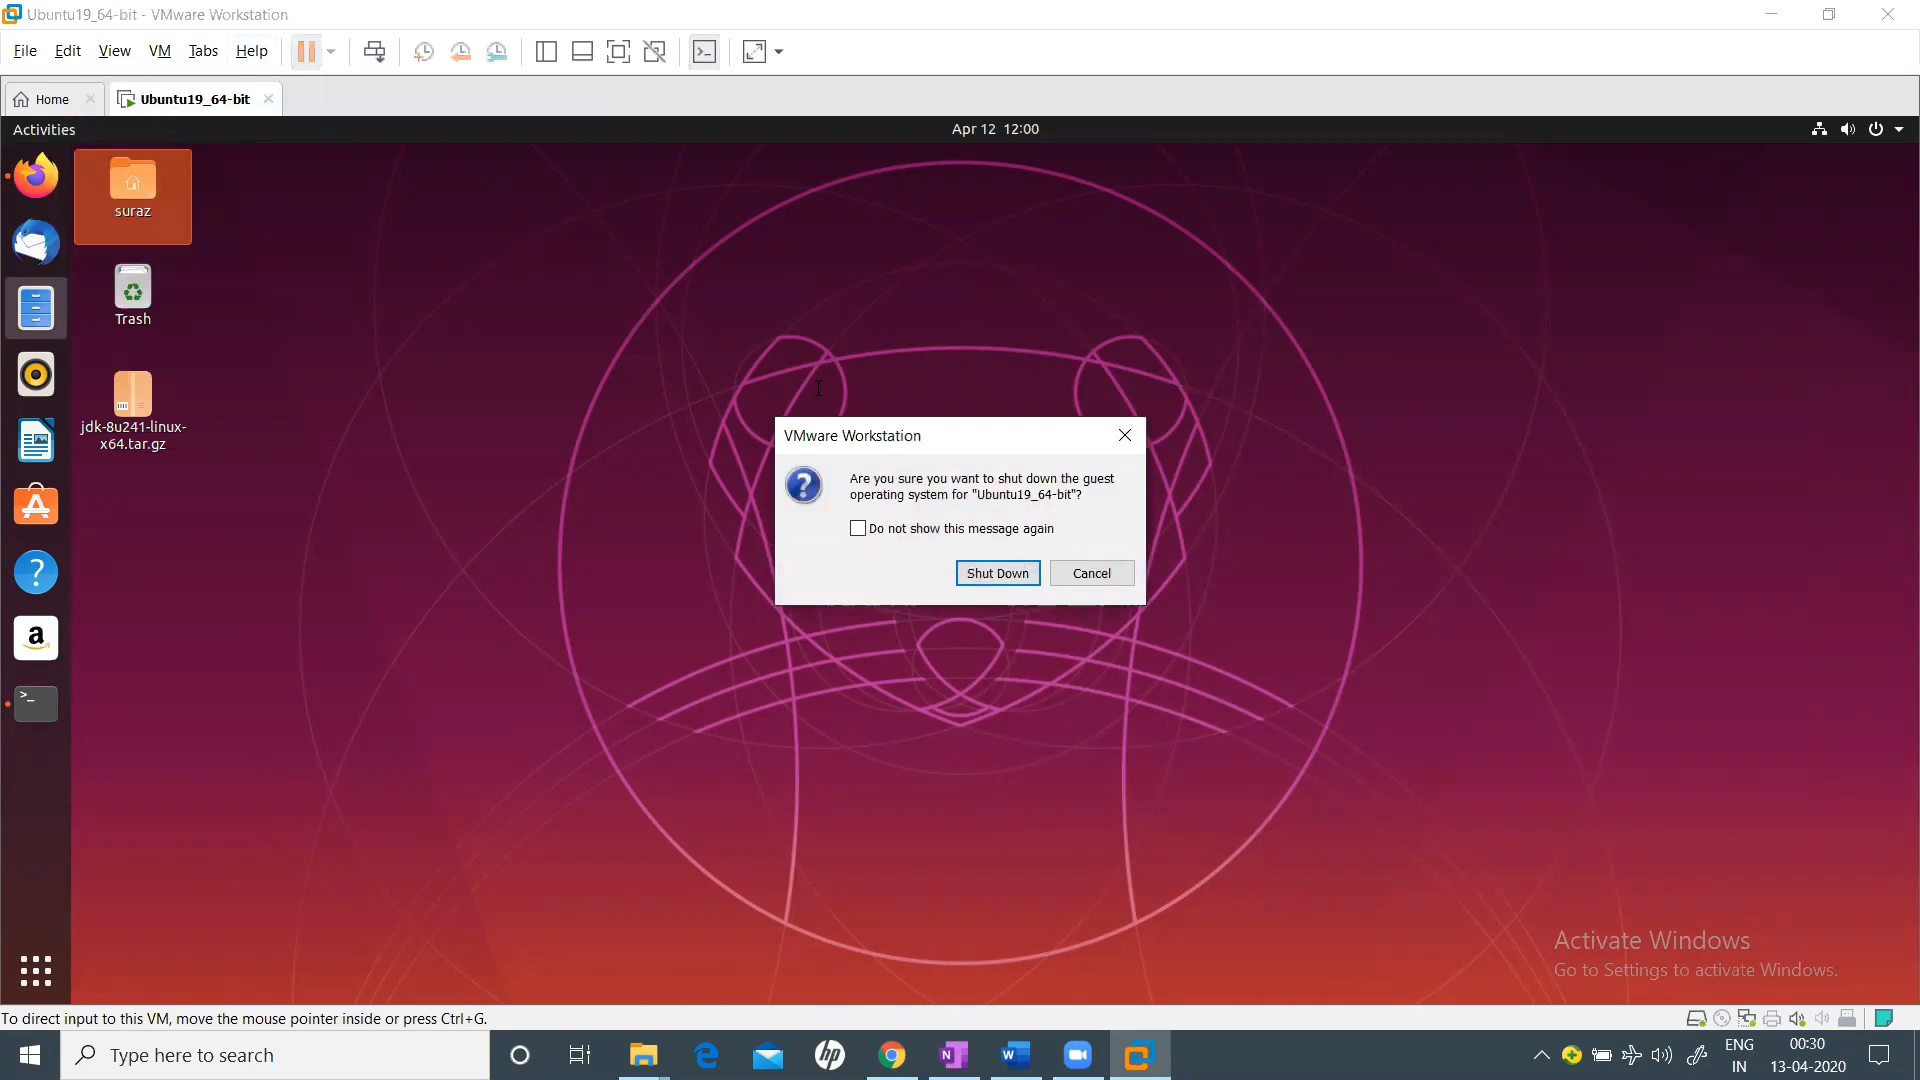 Ubuntu19_64-bit - VMware Workstation
File Edit View VM Tabs Help
Home Ubuntu19_64-bit
Activities Apr 12 12:00
suraz
Trash
jdk-8u241-linux-
x64.tar.gz
VMware Workstation
Are you sure you want to shut down the guest
operating system for "Ubuntu19_64-bit"?
Do not show this message again
Shut Down Cancel
Activate Windows
Go to Settings to activate Windows.
To direct input to this VM, move the mouse pointer inside or press Ctrl+G.
Type here to search
ENG
IN
00:30
13-04-2020